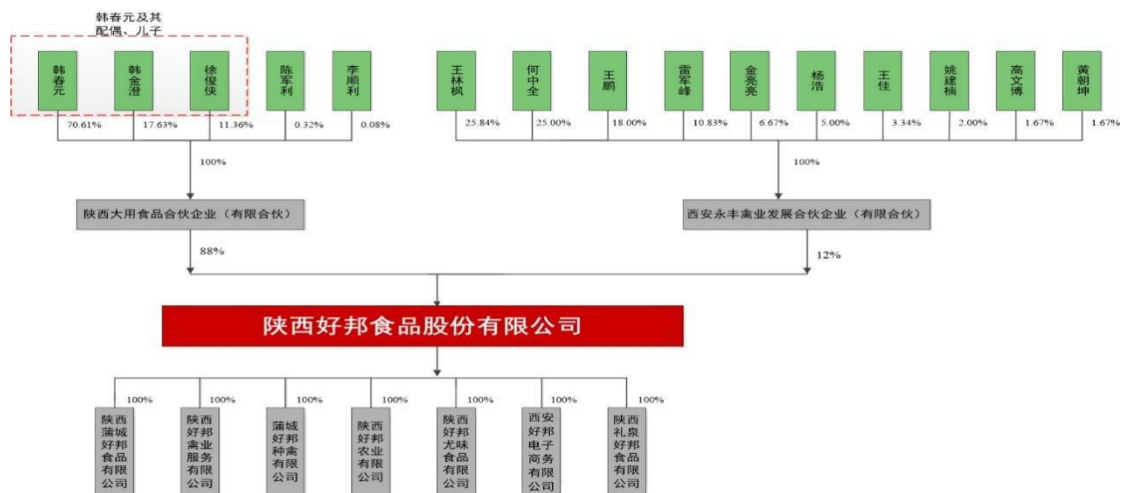 韩春元及其
配偶、儿子
韩春元
韩金澄
徐俊侠
陈军利
李顺利
王林枫
何中全
王鹏
雷军峰
金亮亮
杨浩
王佳
姚建楠
高文博
黄朝坤
70.61%
17.63%
11.36%
0.32%
0.08%
25.84%
25.00%
18.00%
10.83%
6.67%
5.00%
3.34%
2.00%
1.67%
1.67%
100%
100%
陕西大用食品合伙企业（有限合伙）
西安永丰禽业发展合伙企业（有限合伙）
88%
12%
陕西好邦食品股份有限公司
100%
100%
100%
100%
100%
100%
100%
陕西蒲城好邦食品有限公司
陕西好邦禽业服务有限公司
蒲城好邦种禽有限公司
陕西好邦农业有限公司
陕西好邦尤味食品有限公司
西安好邦电子商务有限公司
陕西礼泉好邦食品有限公司